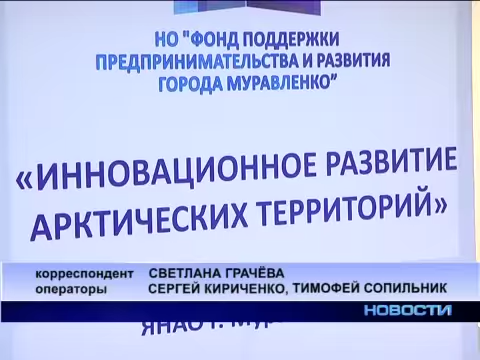 НО "ФОНД ПОДДЕРЖКИ
ПРЕДПРИНИМАТЕЛЬСТВА И РАЗВИТИЯ
ГОРОДА МУРАВЛЕНКО”
«ИННОВАЦИОННОЕ РАЗВИТИЕ
АРКТИЧЕСКИХ ТЕРРИТОРИЙ»
корреспондент СВЕТЛАНА ГРАЧЁВА
операторы СЕРГЕЙ КИРИЧЕНКО, ТИМОФЕЙ СОПИЛЬНИК
НОВОСТИ
ЯНАО г.